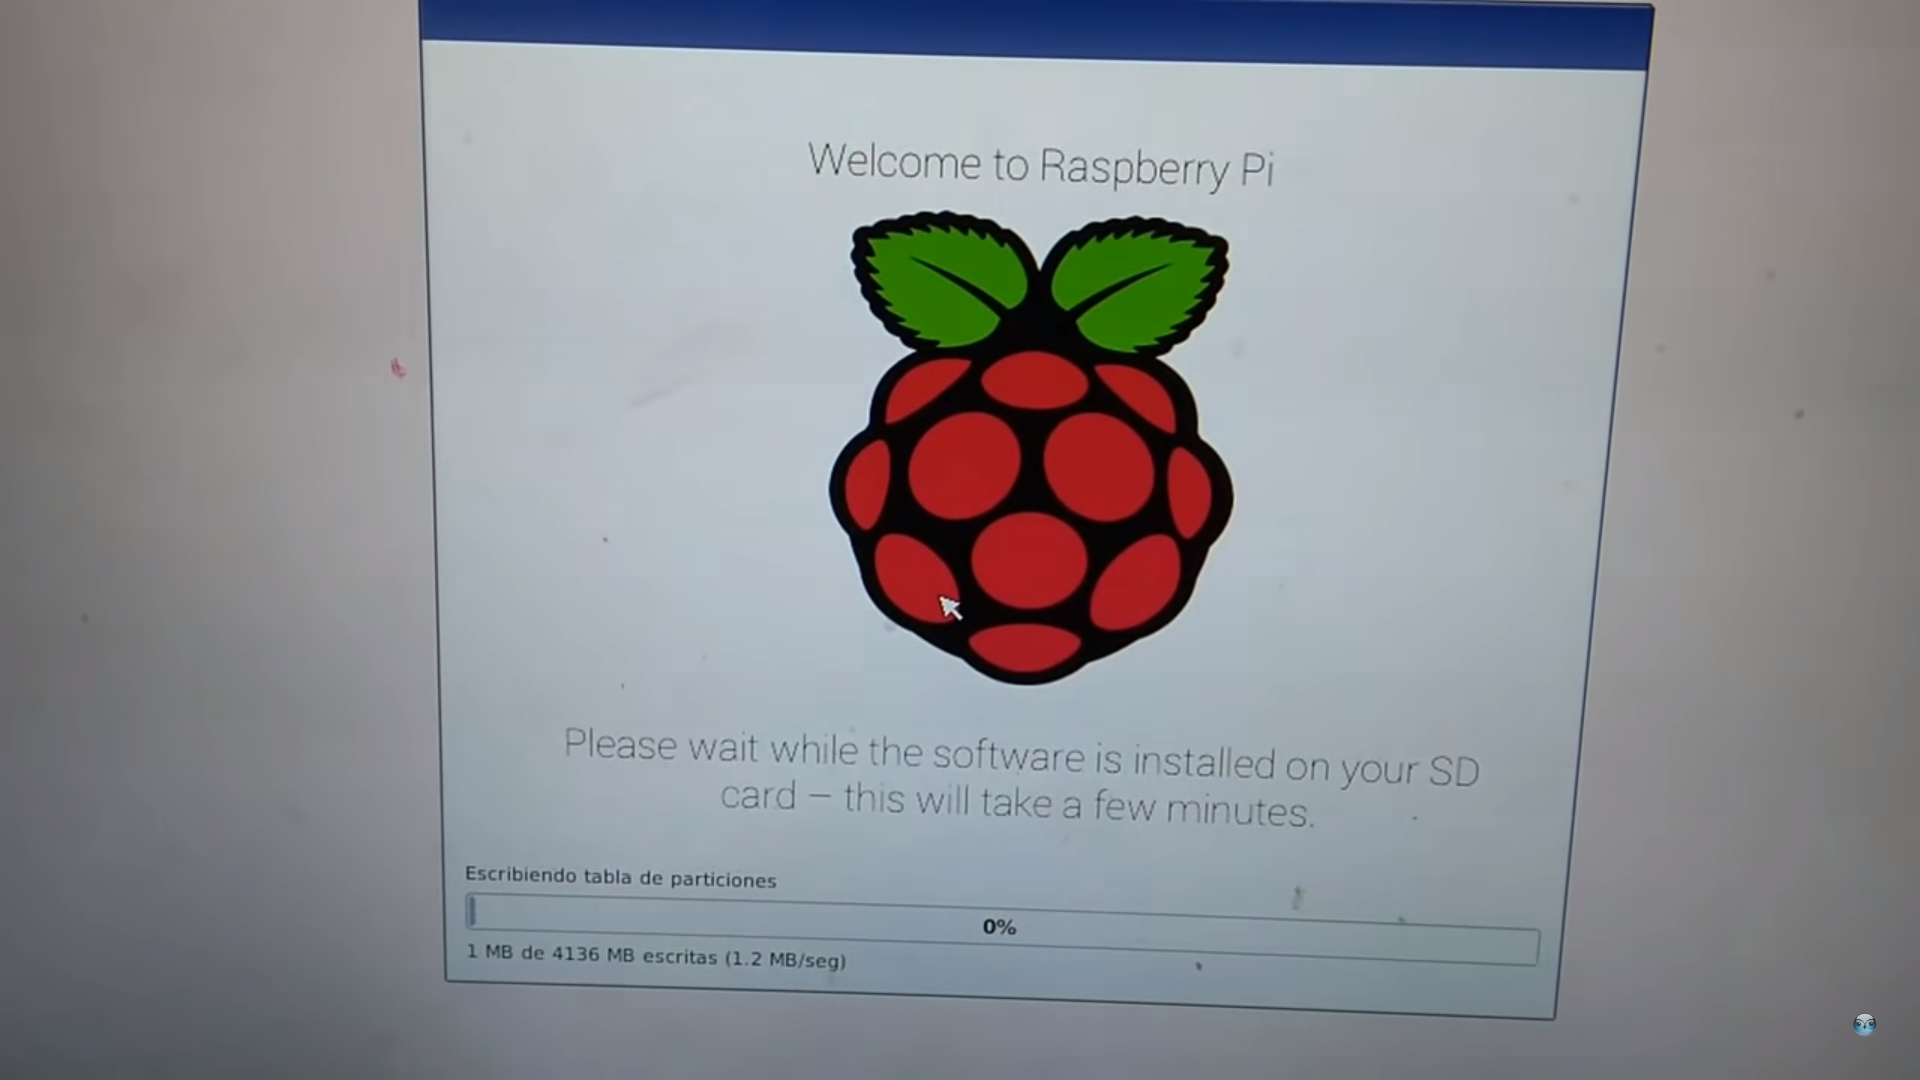 Welcome to Raspberry Pi
Please wait while the software is installed on your SD
card – this will take a few minutes.
Escribiendo tabla de particiones
0%
1 MB de 4136 MB escritas (1.2 MB/seg)